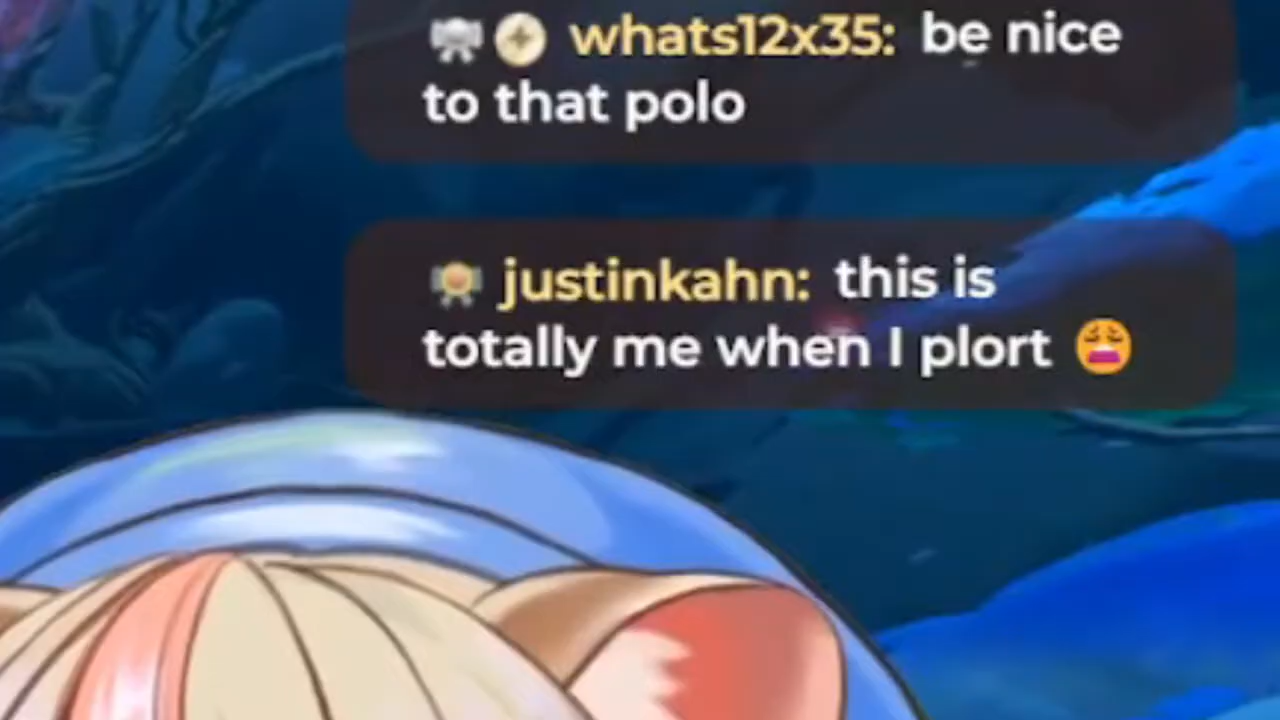 whats12x35: be nice
to that polo
justinkahn: this is
totally me when I plort 😩